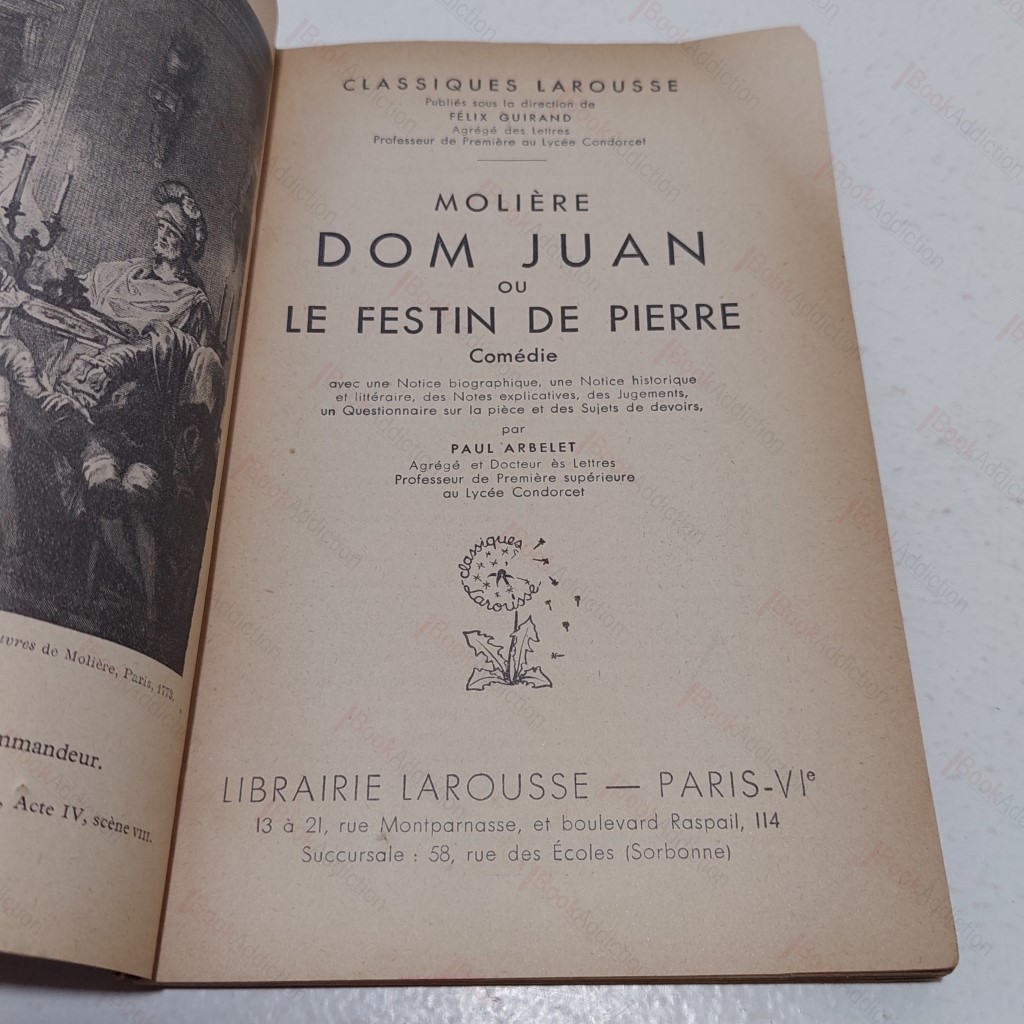 uvres de Molière, Paris, 1773.
mmandeur.
, Acte IV, scène VIII.
CLASSIQUES LAROUSSE
Publiés sous la direction de
FÉLIX GUIRAND
Agrégé des Lettres
Professeur de Première au Lycée Condorcet
MOLIÈRE
DOM JUAN
OU
LE FESTIN DE PIERRE
Comédie
avec une Notice biographique, une Notice historique
et littéraire, des Notes explicatives, des Jugements,
un Questionnaire sur la pièce et des Sujets de devoirs,
par
PAUL ARBELET
Agrégé et Docteur ès Lettres
Professeur de Première supérieure
au Lycée Condorcet
classiques
Larousse
LIBRAIRIE LAROUSSE — PARIS-VIe
13 à 21, rue Montparnasse, et boulevard Raspail, 114
Succursale : 58, rue des Écoles (Sorbonne)
BookAddiction